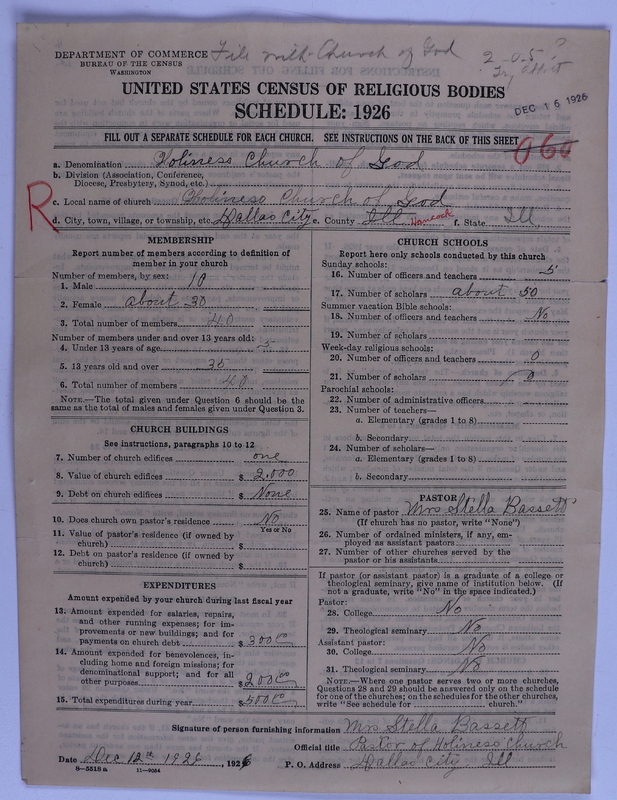 DEPARTMENT OF COMMERCE File with Church of God
BUREAU OF THE CENSUS
WASHINGTON
2-0-5 ?
DEC 16 1926
UNITED STATES CENSUS OF RELIGIOUS BODIES
SCHEDULE: 1926
FILL OUT A SEPARATE SCHEDULE FOR EACH CHURCH. SEE INSTRUCTIONS ON THE BACK OF THIS SHEET
060
R
a. Denomination Holiness Church of God
b. Division (Association, Conference,
Diocese, Presbytery, Synod, etc.)
c. Local name of church Holiness Church of God
d. City, town, village, or township, etc. Dallas City e. County Ill Hancock f. State Ill
MEMBERSHIP
Report number of members according to definition of
member in your church
Number of members, by sex:
1. Male 10
2. Female about 30
3. Total number of members 40
Number of members under and over 13 years old:
4. Under 13 years of age 5
5. 13 years old and over 35
6. Total number of members 40
NOTE.—The total given under Question 6 should be the
same as the total of males and females given under Question 3.
CHURCH BUILDINGS
See instructions, paragraphs 10 to 12
7. Number of church edifices one
8. Value of church edifices $ 2.000
9. Debt on church edifices $ None
10. Does church own pastor's residence No
Yes or No
11. Value of pastor's residence (if owned by
church) $
12. Debt on pastor's residence (if owned by
church) $
EXPENDITURES
Amount expended by your church during last fiscal year
13. Amount expended for salaries, repairs,
and other running expenses; for im-
provements or new buildings; and for
payments on church debt $ 300.00
14. Amount expended for benevolences, in-
cluding home and foreign missions; for
denominational support; and for all
other purposes $ 200.00
15. Total expenditures during year $ 500.00
CHURCH SCHOOLS
Report here only schools conducted by this church
Sunday schools:
16. Number of officers and teachers 5
17. Number of scholars about 50
Summer vacation Bible schools:
18. Number of officers and teachers No
19. Number of scholars
Week-day religious schools:
20. Number of officers and teachers 0
21. Number of scholars 0
Parochial schools:
22. Number of administrative officers
23. Number of teachers—
a. Elementary (grades 1 to 8)
b. Secondary
24. Number of scholars—
a. Elementary (grades 1 to 8)
b. Secondary
PASTOR
25. Name of pastor Mrs Stella Bassett
(If church has no pastor, write "None")
26. Number of ordained ministers, if any, em-
ployed as assistant pastors
27. Number of other churches served by the
pastor or his assistants
If pastor (or assistant pastor) is a graduate of a college or
theological seminary, give name of institution below. (If
not a graduate, write "No" in the space indicated.)
Pastor:
28. College No
29. Theological seminary No
Assistant pastor:
30. College No
31. Theological seminary No
NOTE.—Where one pastor serves two or more churches,
Questions 28 and 29 should be answered only on the schedule
for one of the churches; on the schedules for the other churches,
write "See schedule for church."
Signature of person furnishing information Mrs Stella Bassett
Official title Pastor of Holiness Church
Date Dec 12th 1926, 1926 P. O. Address Dallas City Ill
8—5518 a 11—9054